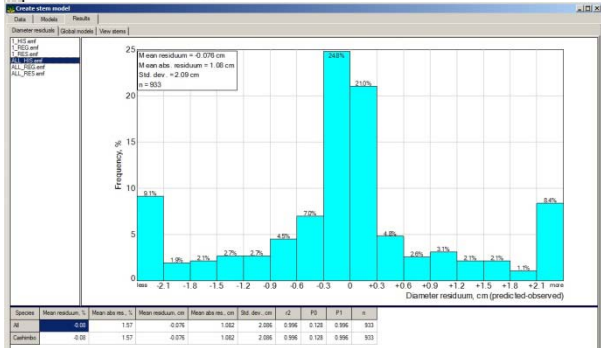 Create stem model
Data Models Results
Diameter residuals Global models View stems
1_HIS.emf
1_REG.emf
1_RES.emf
ALL_HIS.emf
ALL_REG.emf
ALL_RES.emf
Mean residuum = -0.076 cm
Mean abs. residuum = 1.08 cm
Std. dev. = 2.09 cm
n = 933
Frequency, %
25
20
15
10
5
0
9.1% 1.9% 2.1% 2.7% 2.7% 4.5% 7.0% 24.8% 21.0% 4.8% 2.6% 3.1% 2.1% 2.1% 1.1% 8.4%
less -2.1 -1.8 -1.5 -1.2 -0.9 -0.6 -0.3 0 +0.3 +0.6 +0.9 +1.2 +1.5 +1.8 +2.1 more
Diameter residuum, cm (predicted-observed)
Species Mean residuum, % Mean abs res., % Mean residuum, cm Mean abs res., cm Std. dev., cm r2 F0 P1 n
All -0.08 1.57 -0.076 1.082 2.086 0.996 0.128 0.996 933
-0.08 1.57 -0.076 1.082 2.086 0.996 0.128 0.996 933